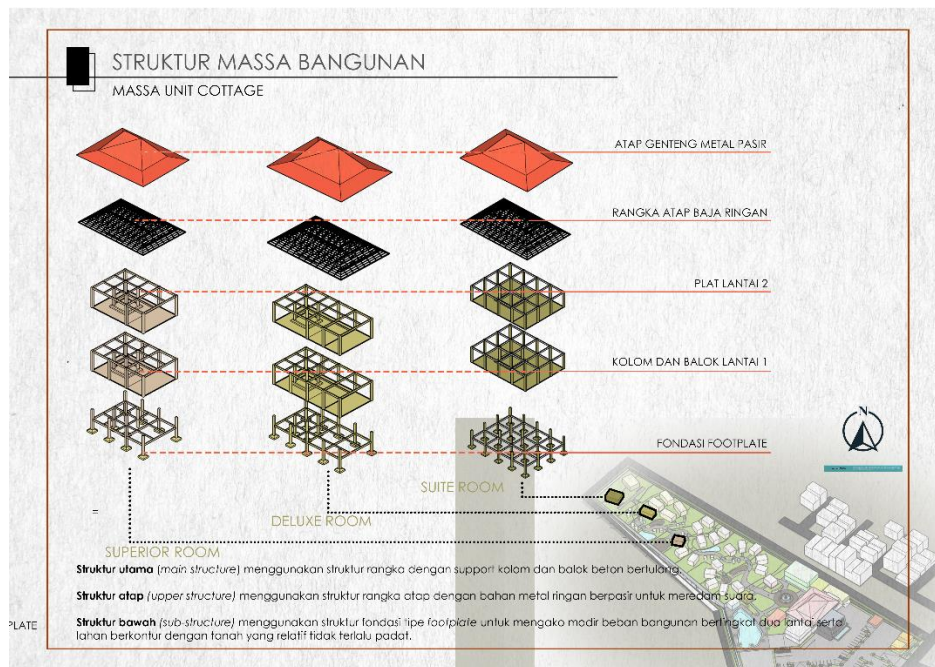 STRUKTUR MASSA BANGUNAN
MASSA UNIT COTTAGE
ATAP GENTENG METAL PASIR
RANGKA ATAP BAJA RINGAN
PLAT LANTAI 2
KOLOM DAN BALOK LANTAI 1
FONDASI FOOTPLATE
SUITE ROOM
=
DELUXE ROOM
SUPERIOR ROOM
Struktur utama (main structure) menggunakan struktur rangka dengan support kolom dan balok beton bertulang.
Struktur atap (upper structure) menggunakan struktur rangka atap dengan bahan metal ringan berpasir untuk meredam suara.
PLATE
Struktur bawah (sub-structure) menggunakan struktur fondasi tipe footplate untuk mengako modir beban bangunan bertingkat dua lantai serta
lahan berkontur dengan tanah yang relatif tidak terlalu padat.